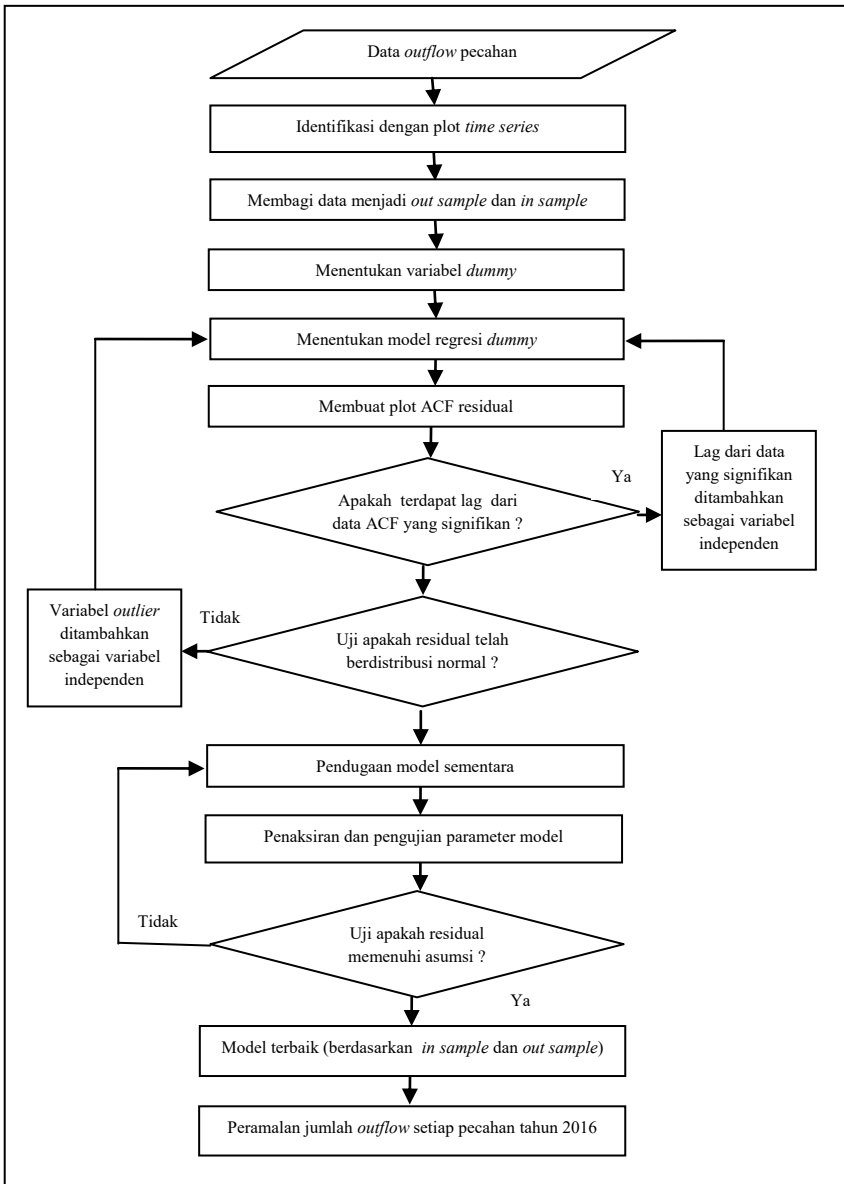 Data outflow pecahan
Identifikasi dengan plot time series
Membagi data menjadi out sample dan in sample
Menentukan variabel dummy
Menentukan model regresi dummy
Membuat plot ACF residual
Apakah terdapat lag dari
data ACF yang signifikan ?
Ya
Lag dari data
yang signifikan
ditambahkan
sebagai variabel
independen
Uji apakah residual telah
berdistribusi normal ?
Tidak
Variabel outlier
ditambahkan
sebagai variabel
independen
Pendugaan model sementara
Penaksiran dan pengujian parameter model
Uji apakah residual
memenuhi asumsi ?
Tidak
Ya
Model terbaik (berdasarkan in sample dan out sample)
Peramalan jumlah outflow setiap pecahan tahun 2016